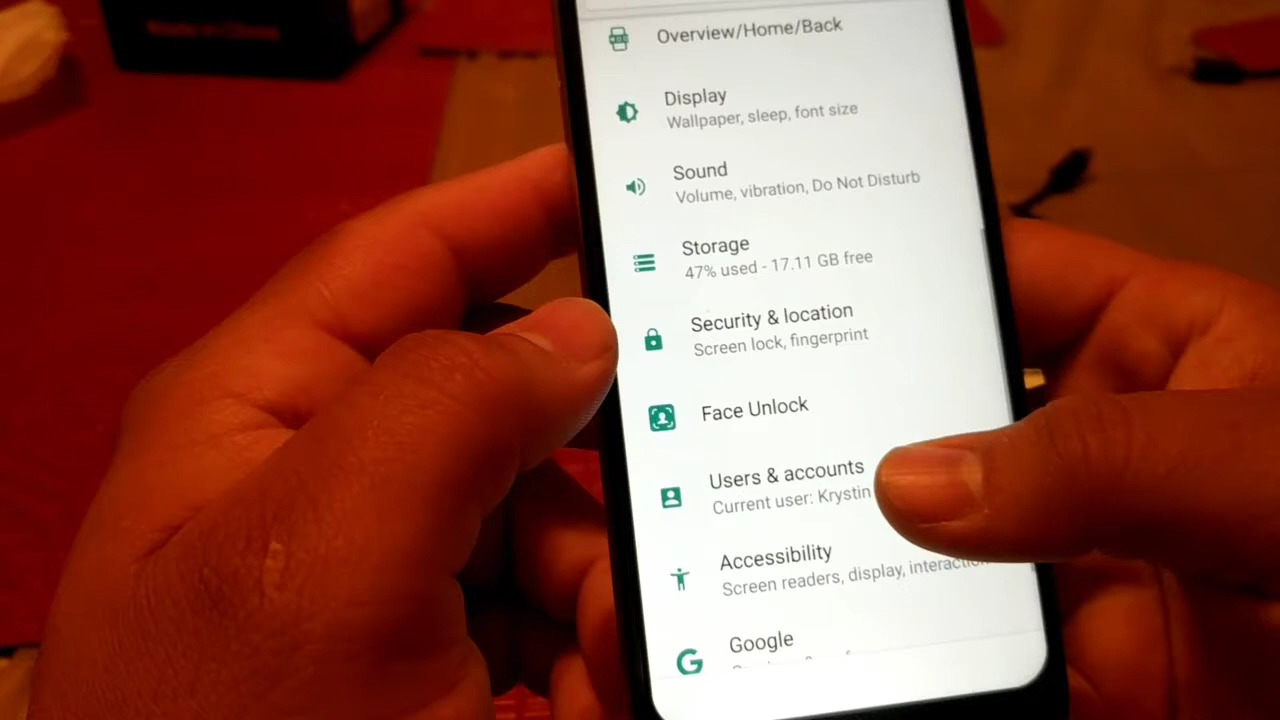 Overview/Home/Back
Display
Wallpaper, sleep, font size
Sound
Volume, vibration, Do Not Disturb
Storage
47% used - 17.11 GB free
Security & location
Screen lock, fingerprint
Face Unlock
Users & accounts
Current user: Krystin
Accessibility
Screen readers, display, interaction
Google